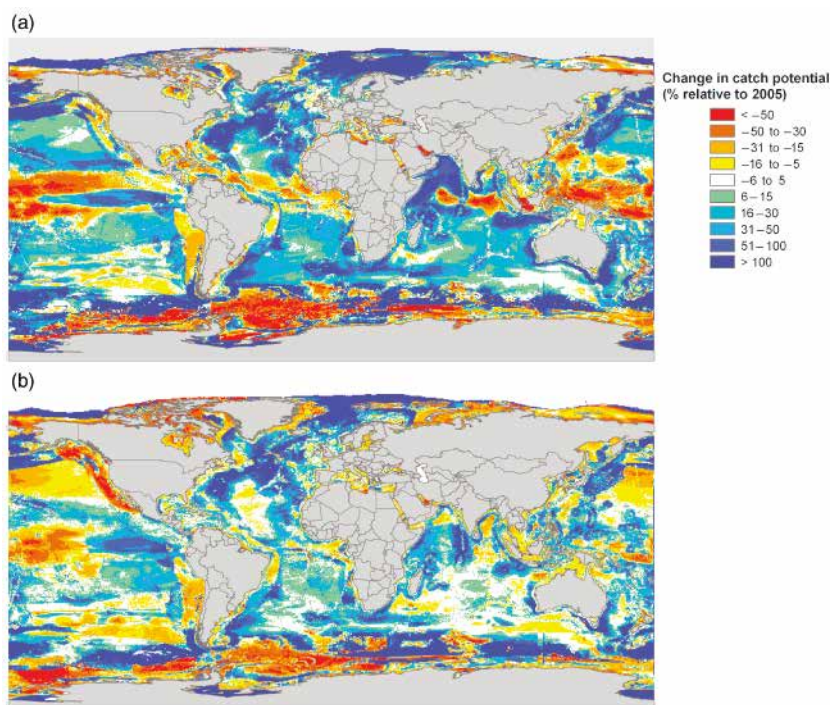 (a)
Change in catch potential
(% relative to 2005)
< –50
–50 to –30
–31 to –15
–16 to –5
–6 to 5
6–15
16–30
31–50
51–100
> 100
(b)